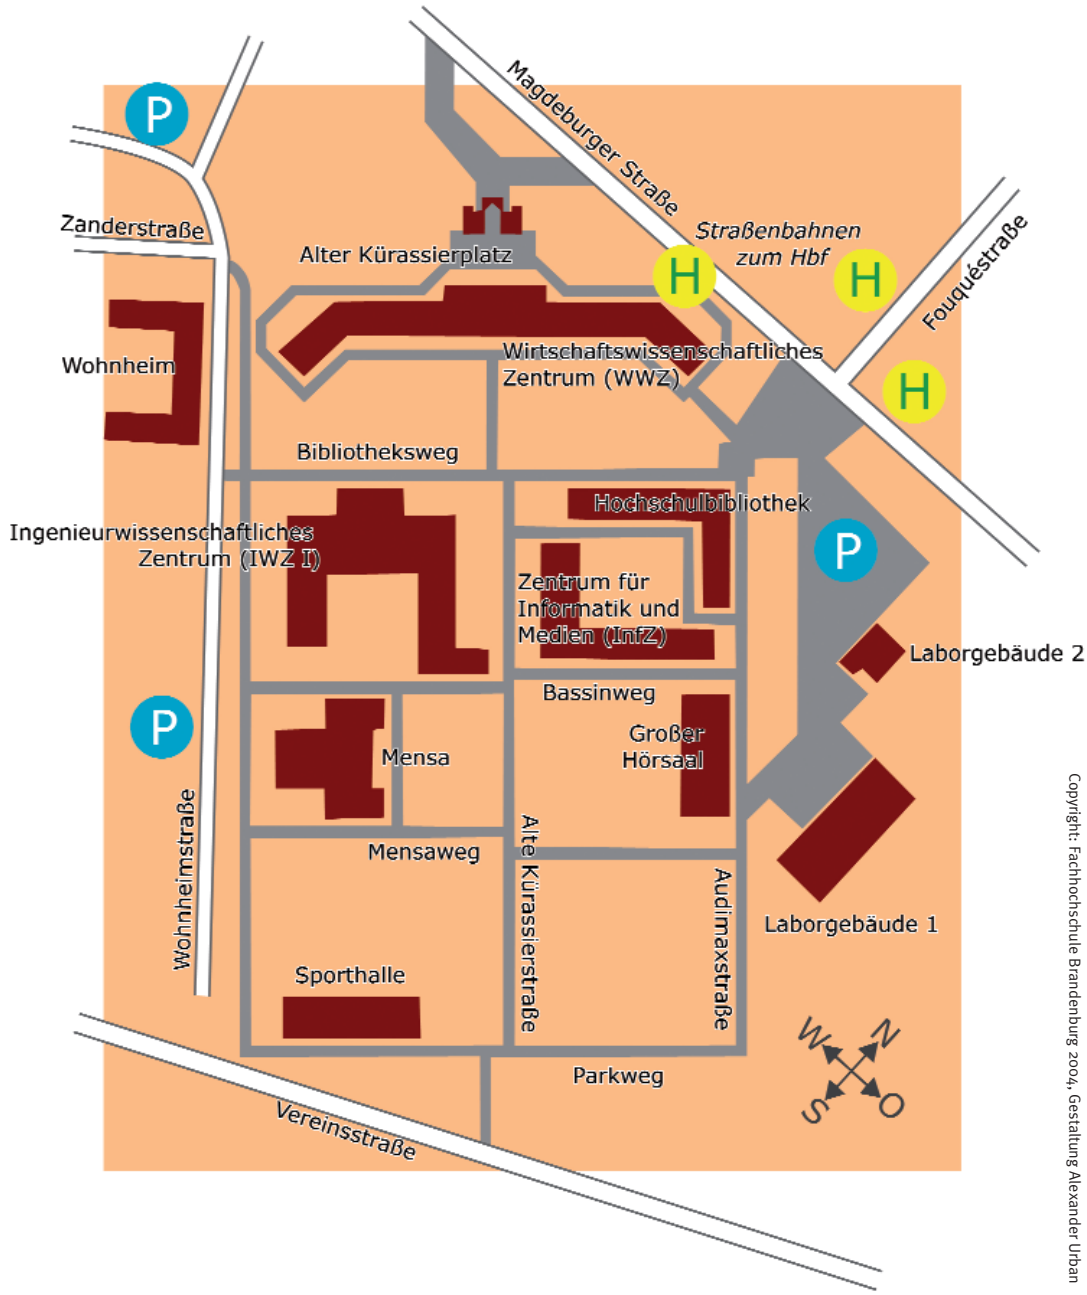 P
Magdeburger Straße
Zanderstraße
Straßenbahnen
zum Hbf
Fouquéstraße
Alter Kürassierplatz
H
H
H
Wohnheim
Wirtschaftswissenschaftliches
Zentrum (WWZ)
Bibliotheksweg
Hochschulbibliothek
Ingenieurwissenschaftliches
Zentrum (IWZ I)
P
Zentrum für
Informatik und
Medien (InfZ)
Laborgebäude 2
Bassinweg
P
Großer
Hörsaal
Mensa
Wohnheimstraße
Mensaweg
Alte Kürassierstraße
Audimaxstraße
Laborgebäude 1
Sporthalle
W
N
S
O
Parkweg
Vereinsstraße
Copyright: Fachhochschule Brandenburg 2004, Gestaltung Alexander Urban